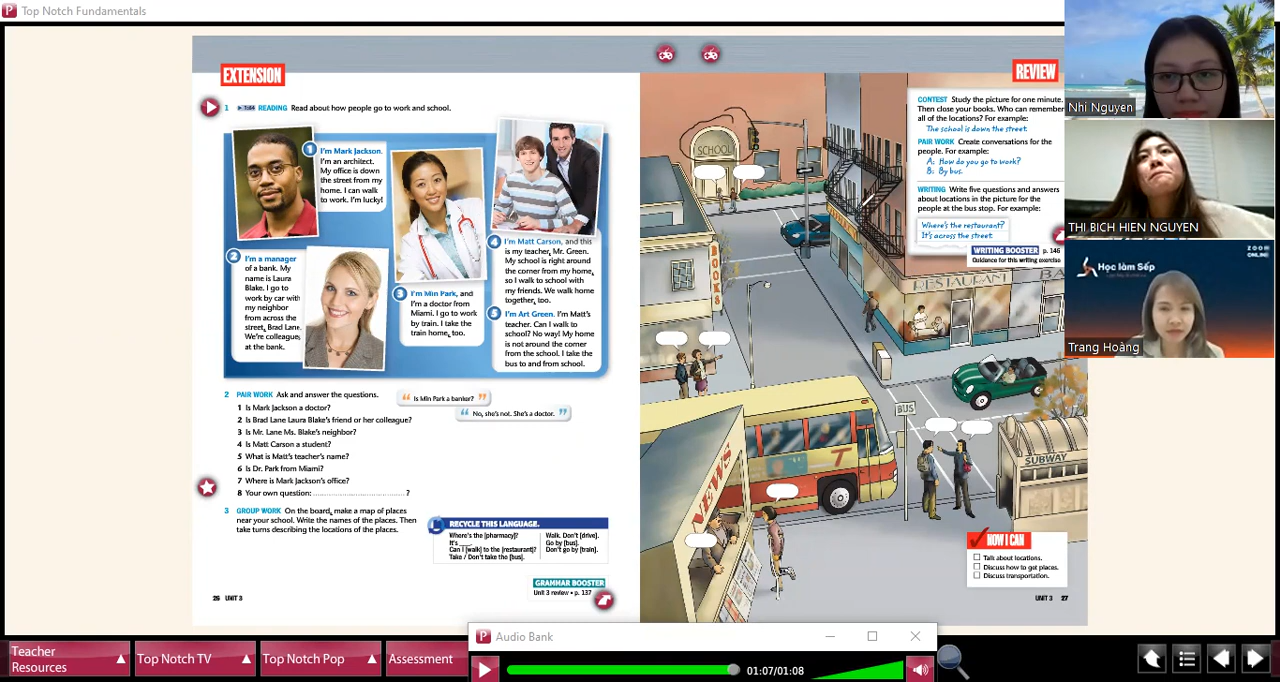 Top Notch Fundamentals
EXTENSION
1 1:54 READING Read about how people go to work and school.
1 I'm Mark Jackson.
I'm an architect.
My office is down
the street from my
home. I can walk
to work. I'm lucky!
2 I'm a manager
of a bank. My
name is Laura
Blake. I go to
work by car with
my neighbor
from across the
street, Brad Lane.
We're colleagues
at the bank.
3 I'm Min Park, and
I'm a doctor from
Miami. I go to work
by train. I take the
train home, too.
4 I'm Matt Carson, and this
is my teacher, Mr. Green.
My school is right around
the corner from my home,
so I walk to school with
my friends. We walk home
together, too.
5 I'm Art Green. I'm Matt's
teacher. Can I walk to
school? No way! My home
is not around the corner
from the school. I take the
bus to and from school.
2 PAIR WORK Ask and answer the questions.
“ Is Min Park a banker? ”
“ No, she's not. She's a doctor. ”
1 Is Mark Jackson a doctor?
2 Is Brad Lane Laura Blake's friend or her colleague?
3 Is Mr. Lane Ms. Blake's neighbor?
4 Is Matt Carson a student?
5 What is Matt's teacher's name?
6 Is Dr. Park from Miami?
7 Where is Mark Jackson's office?
8 Your own question: ........................................ ?
3 GROUP WORK On the board, make a map of places
near your school. Write the names of the places. Then
take turns describing the locations of the places.
RECYCLE THIS LANGUAGE.
Where's the [pharmacy]?
It's ___
Can I [walk] to the [restaurant]?
Take / Don't take the [bus].
Walk. Don't [drive].
Go by [bus].
Don't go by [train].
GRAMMAR BOOSTER
Unit 3 review • p. 137
26 UNIT 3
REVIEW
CONTEST Study the picture for one minute.
Then close your books. Who can remember
all of the locations? For example:
The school is down the street.
PAIR WORK Create conversations for the
people. For example:
A: How do you go to work?
B: By bus.
WRITING Write five questions and answers
about locations in the picture for the
people at the bus stop. For example:
Where's the restaurant?
It's across the street.
WRITING BOOSTER p. 146
Guidance for this writing exercise
SCHOOL
BOOKS
RESTAURANT
BA
BUS
T
NEWS
SUBWAY
NOW I CAN
Talk about locations.
Discuss how to get places.
Discuss transportation.
UNIT 3 27
Nhi Nguyen
THI BICH HIEN NGUYEN
Học làm Sếp
ZOOM
ONLINE
Trang Hoàng
Teacher
Resources
Top Notch TV
Top Notch Pop
Assessment
Audio Bank
01:07/01:08